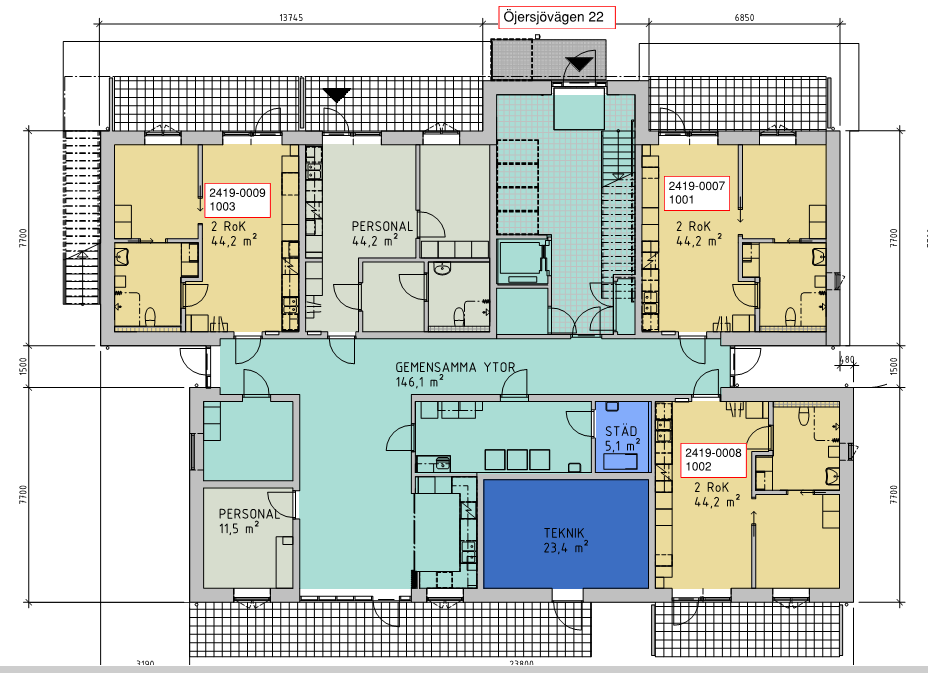 13745
Öjersjövägen 22
6850
2419-0009
1003
2 RoK
44,2 m²
PERSONAL
44,2 m²
2419-0007
1001
2 RoK
44,2 m²
7700
7700
1500
GEMENSAMMA YTOR
146,1 m²
480
1500
STÄD
5,1 m²
2419-0008
1002
2 RoK
44,2 m²
7700
PERSONAL
11,5 m²
TEKNIK
23,4 m²
7700
3190
23800